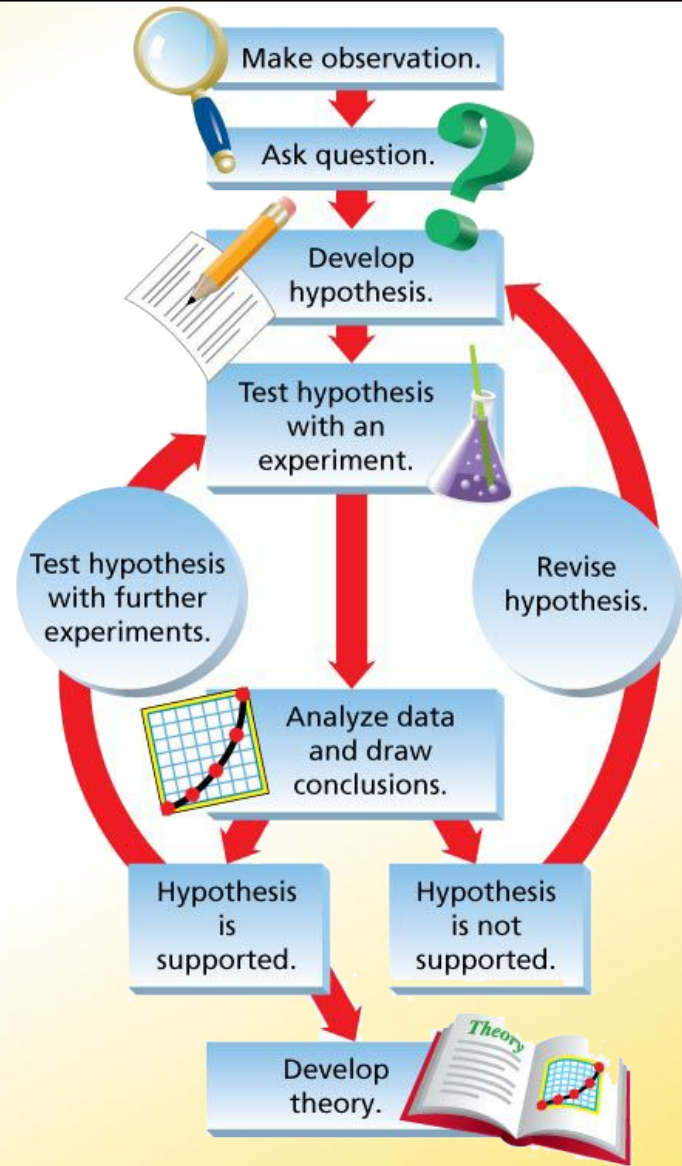 Make observation.
Ask question.
Develop
hypothesis.
Test hypothesis
with an
experiment.
Test hypothesis
with further
experiments.
Revise
hypothesis.
Analyze data
and draw
conclusions.
Hypothesis
is
supported.
Hypothesis
is not
supported.
Develop
theory.
Theory